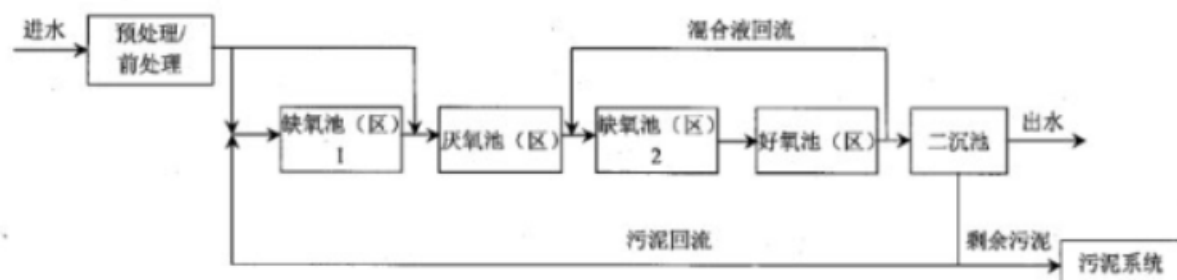 进水
预处理/
前处理
混合液回流
缺氧池（区）
1
厌氧池（区）
缺氧池（区）
2
好氧池（区）
二沉池
出水
污泥回流
剩余污泥
污泥系统